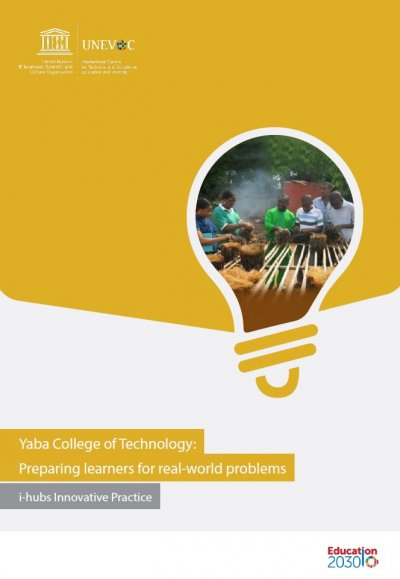 UNEVOC
United Nations
Educational, Scientific and
Cultural Organization
International Centre
for Technical and Vocational
Education and Training
Yaba College of Technology:
Preparing learners for real-world problems
i-hubs Innovative Practice
Education
2030